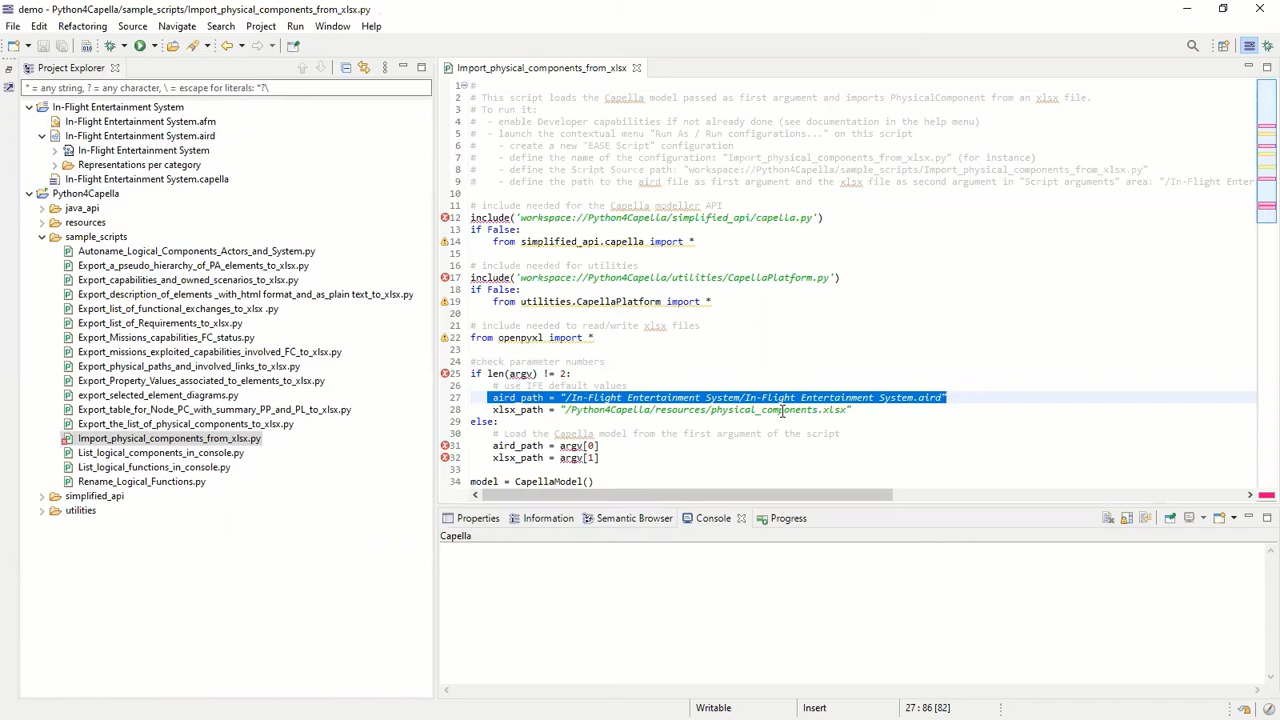 demo - Python4Capella/sample_scripts/Import_physical_components_from_xlsx.py
File Edit Refactoring Source Navigate Search Project Run Window Help
Project Explorer
* = any string, ? = any character, \ = escape for literals: *?\
In-Flight Entertainment System
In-Flight Entertainment System.afm
In-Flight Entertainment System.aird
In-Flight Entertainment System
Representations per category
In-Flight Entertainment System.capella
Python4Capella
java_api
resources
sample_scripts
Autoname_Logical_Components_Actors_and_System.py
Export_a_pseudo_hierarchy_of_PA_elements_to_xlsx.py
Export_capabilities_and_owned_scenarios_to_xlsx.py
Export_description_of_elements _with_html format_and_as_plain text_to_xlsx.py
Export_list_of_functional_exchanges_to_xlsx .py
Export_list_of_Requirements_to_xlsx.py
Export_Missions_capabilities_FC_status.py
Export_missions_exploited_capabilities_involved_FC_to_xlsx.py
Export_physical_paths_and_involved_links_to_xlsx.py
Export_Property_Values_associated_to_elements_to_xlsx.py
export_selected_element_diagrams.py
Export_table_for_Node_PC_with_summary_PP_and_PL_to_xlsx.py
Export_the_list_of_physical_components_to_xlsx.py
Import_physical_components_from_xlsx.py
List_logical_components_in_console.py
List_logical_functions_in_console.py
Rename_Logical_Functions.py
simplified_api
utilities
Import_physical_components_from_xlsx
1 #
2 # This script loads the Capella model passed as first argument and imports PhysicalComponent from an xlsx file.
3 # To run it:
4 #  - enable Developer capabilities if not already done (see documentation in the help menu)
5 #  - launch the contextual menu "Run As / Run configurations..." on this script
6 #    - create a new "EASE Script" configuration
7 #    - define the name of the configuration: "Import_physical_components_from_xlsx.py" (for instance)
8 #    - define the Script Source path: "workspace://Python4Capella/sample_scripts/Import_physical_components_from_xlsx.py"
9 #    - define the path to the aird file as first argument and the xlsx file as second argument in "Script arguments" area: "/In-Flight Enter
10
11 # include needed for the Capella modeller API
12 include('workspace://Python4Capella/simplified_api/capella.py')
13 if False:
14     from simplified_api.capella import *
15
16 # include needed for utilities
17 include('workspace://Python4Capella/utilities/CapellaPlatform.py')
18 if False:
19     from utilities.CapellaPlatform import *
20
21 # include needed to read/write xlsx files
22 from openpyxl import *
23
24 #check parameter numbers
25 if len(argv) != 2:
26     # use IFE default values
27     aird_path = "/In-Flight Entertainment System/In-Flight Entertainment System.aird"
28     xlsx_path = "/Python4Capella/resources/physical_components.xlsx"
29 else:
30     # Load the Capella model from the first argument of the script
31     aird_path = argv[0]
32     xlsx_path = argv[1]
33
34 model = CapellaModel()
Properties Information Semantic Browser Console Progress
Capella
Writable Insert 27 : 86 [82]